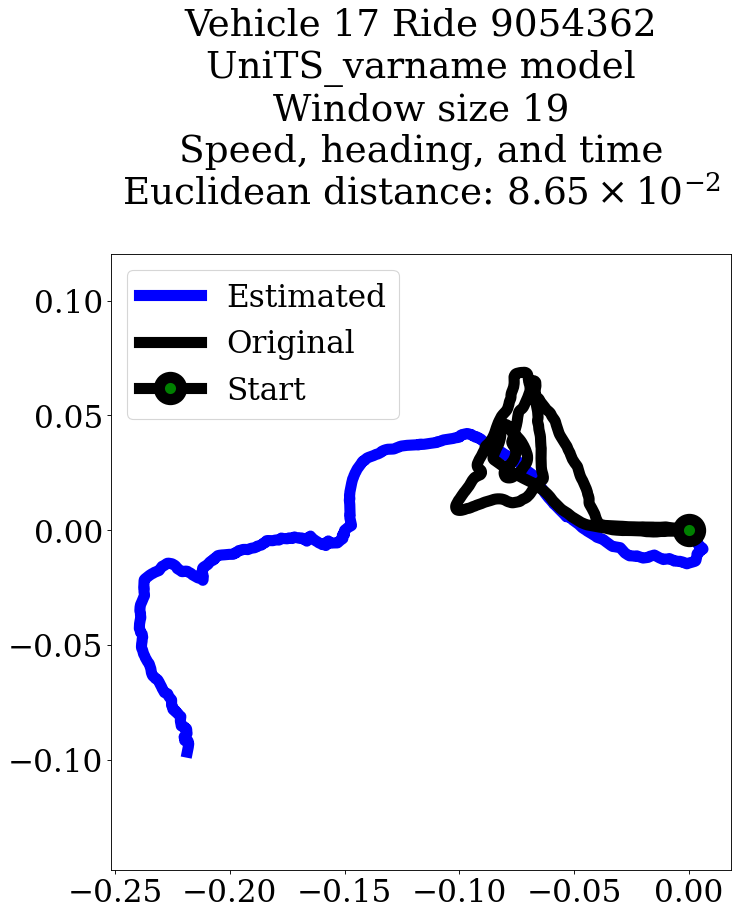 Vehicle 17 Ride 9054362
UniTS_varname model
Window size 19
Speed, heading, and time
Euclidean distance: 8.65 × 10⁻²
Estimated
Original
Start
0.10
0.05
0.00
−0.05
−0.10
−0.25 −0.20 −0.15 −0.10 −0.05 0.00